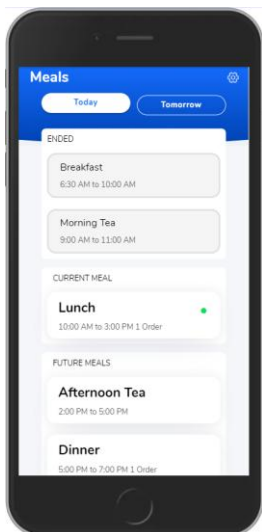 Meals
Today
Tomorrow
ENDED
Breakfast
6:30 AM to 10:00 AM
Morning Tea
9:00 AM to 11:00 AM
CURRENT MEAL
Lunch
10:00 AM to 3:00 PM 1 Order
FUTURE MEALS
Afternoon Tea
2:00 PM to 5:00 PM
Dinner
5:00 PM to 7:00 PM 1 Order